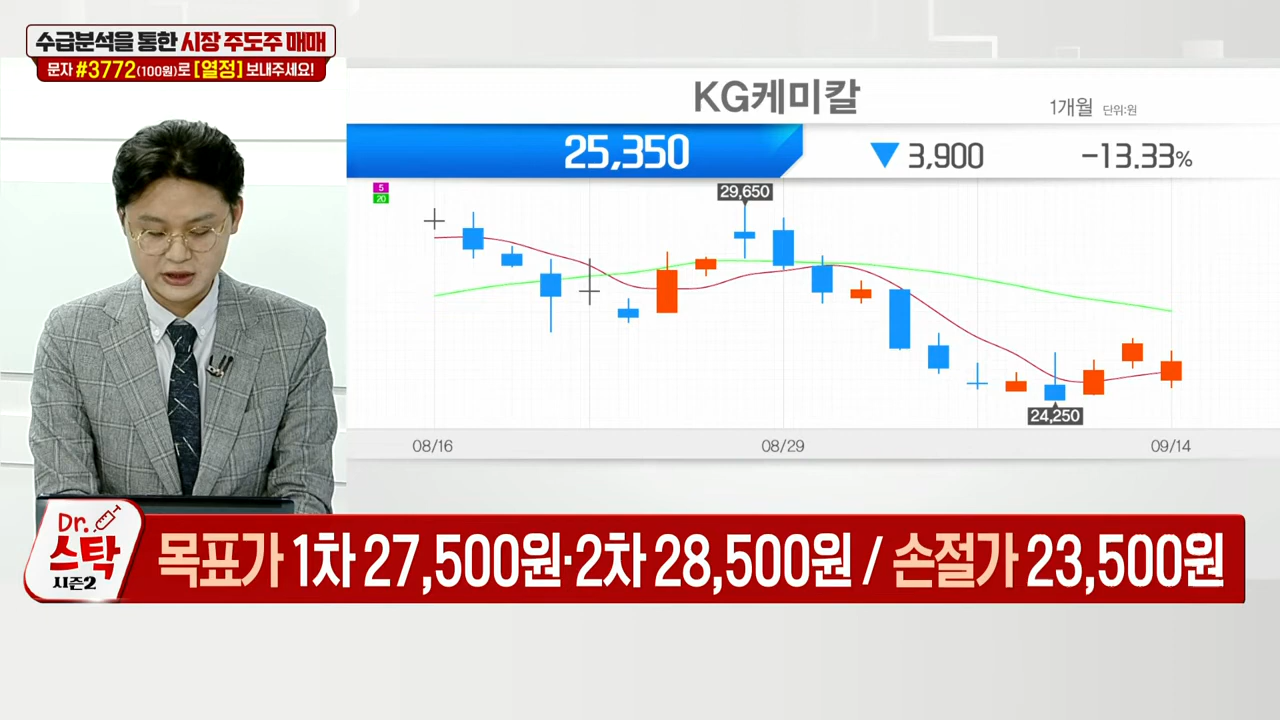 수급분석을 통한 시장 주도주 매매
문자 #3772(100원)로 [열정] 보내주세요!
KG케미칼
1개월 단위:원
25,350 ▼ 3,900 -13.33%
5
20
29,650
24,250
08/16 08/29 09/14
Dr.
스탁
시즌2
목표가 1차 27,500원·2차 28,500원 / 손절가 23,500원